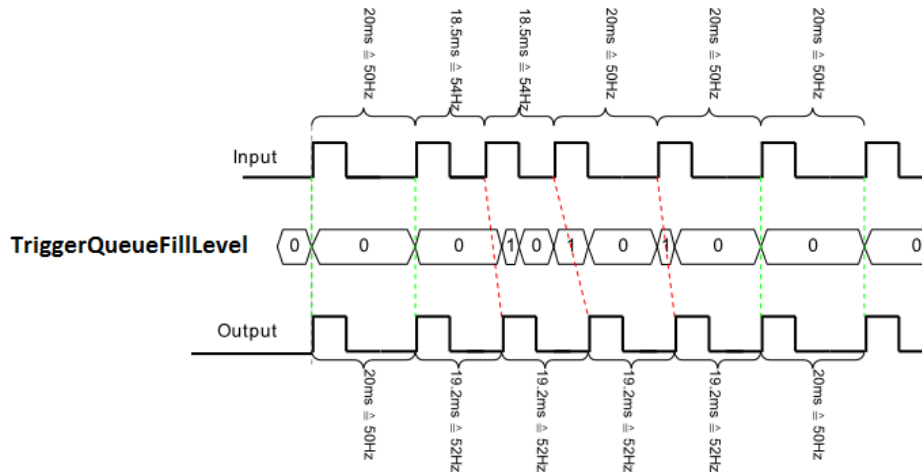 20ms ≙ 50Hz
18.5ms ≙ 54Hz
18.5ms ≙ 54Hz
20ms ≙ 50Hz
20ms ≙ 50Hz
20ms ≙ 50Hz
Input
TriggerQueueFillLevel
0
0
0
1
0
1
0
1
0
0
0
Output
20ms ≙ 50Hz
19.2ms ≙ 52Hz
19.2ms ≙ 52Hz
19.2ms ≙ 52Hz
19.2ms ≙ 52Hz
20ms ≙ 50Hz